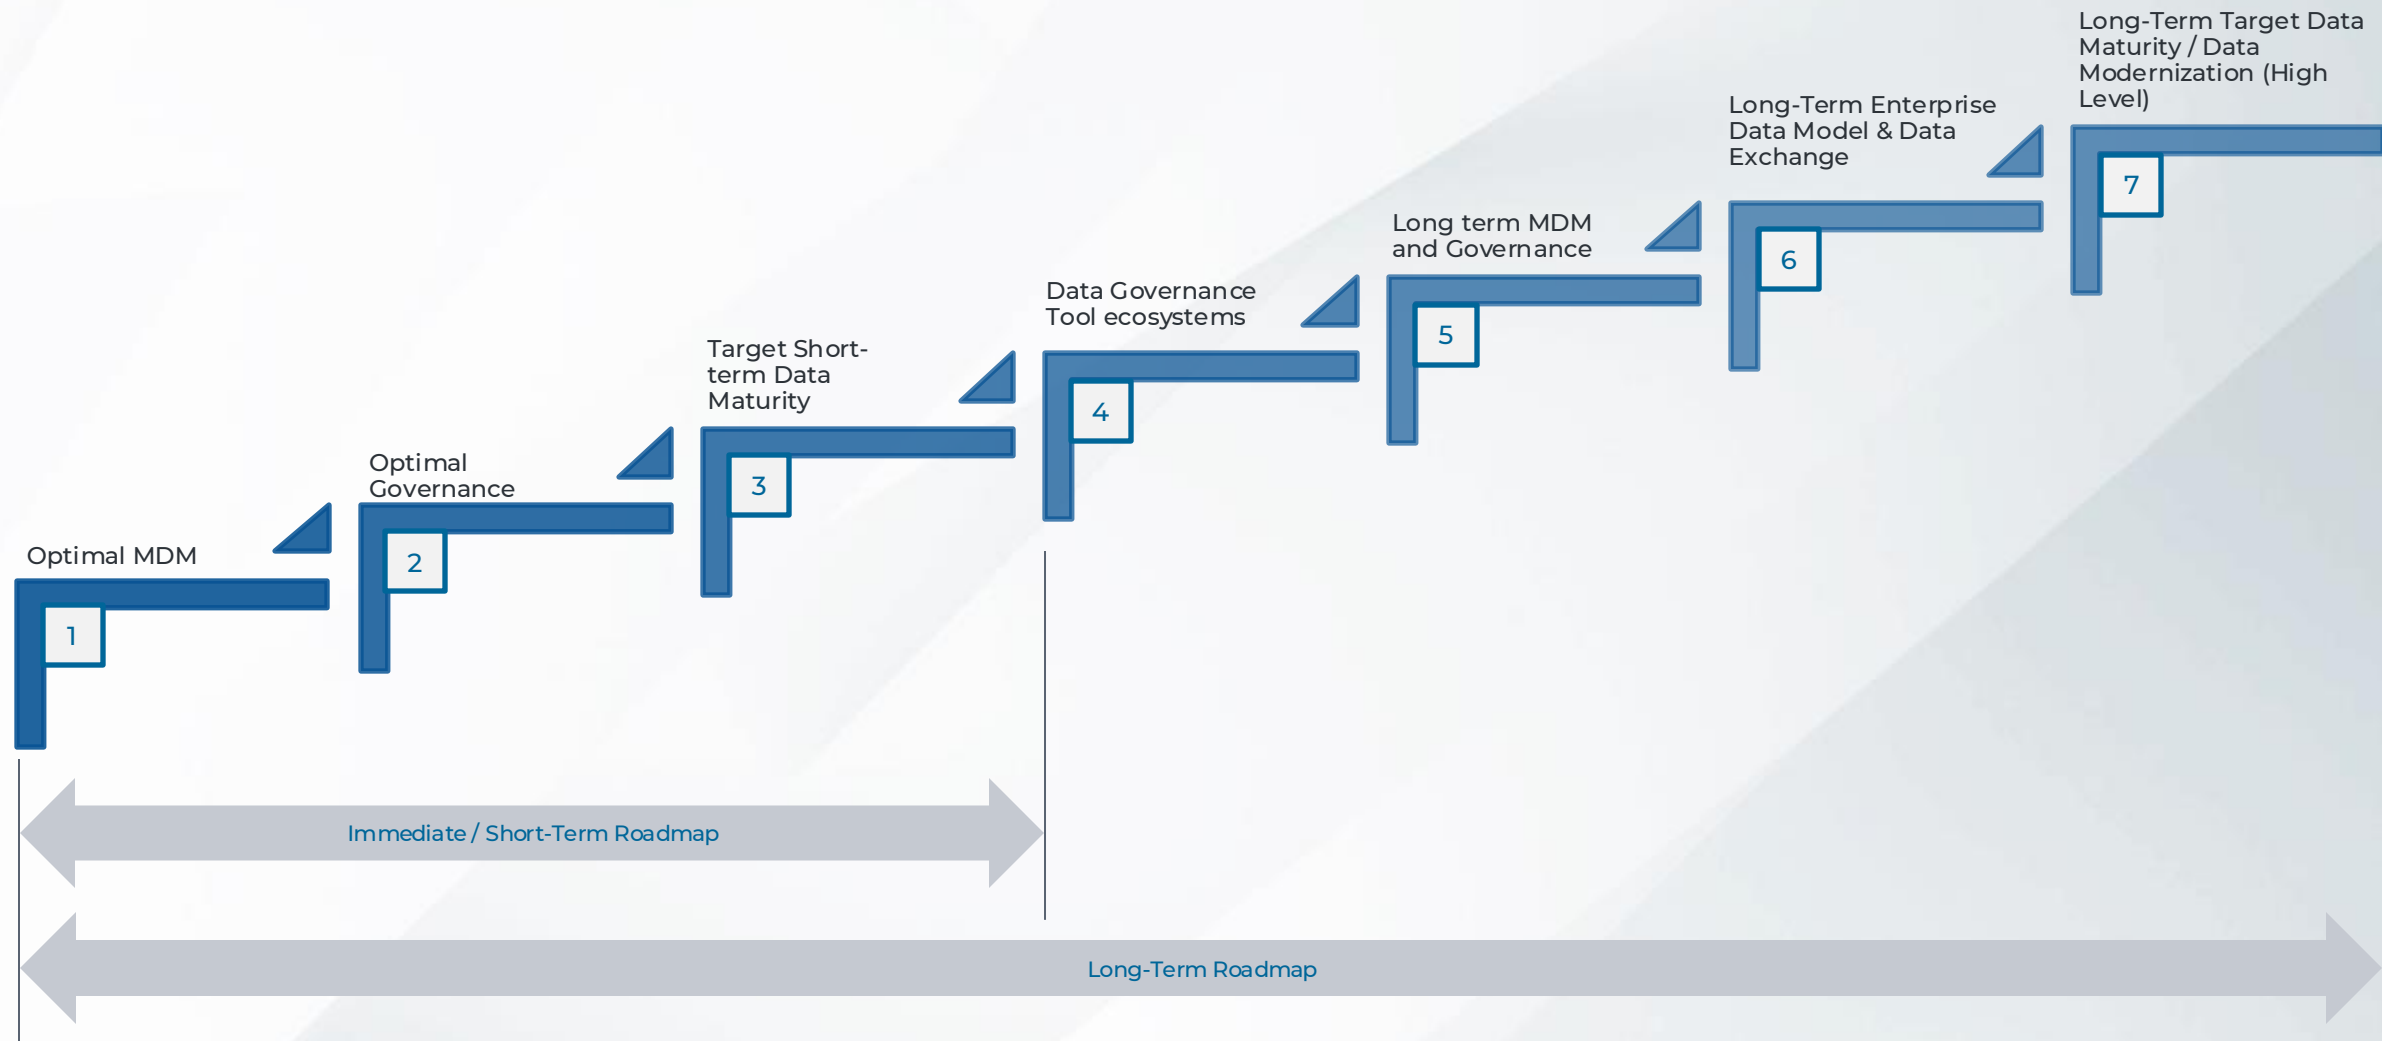 Optimal MDM
1
Optimal
Governance
2
Target Short-
term Data
Maturity
3
Data Governance
Tool ecosystems
4
Long term MDM
and Governance
5
Long-Term Enterprise
Data Model & Data
Exchange
6
Long-Term Target Data
Maturity / Data
Modernization (High
Level)
7
Immediate / Short-Term Roadmap
Long-Term Roadmap